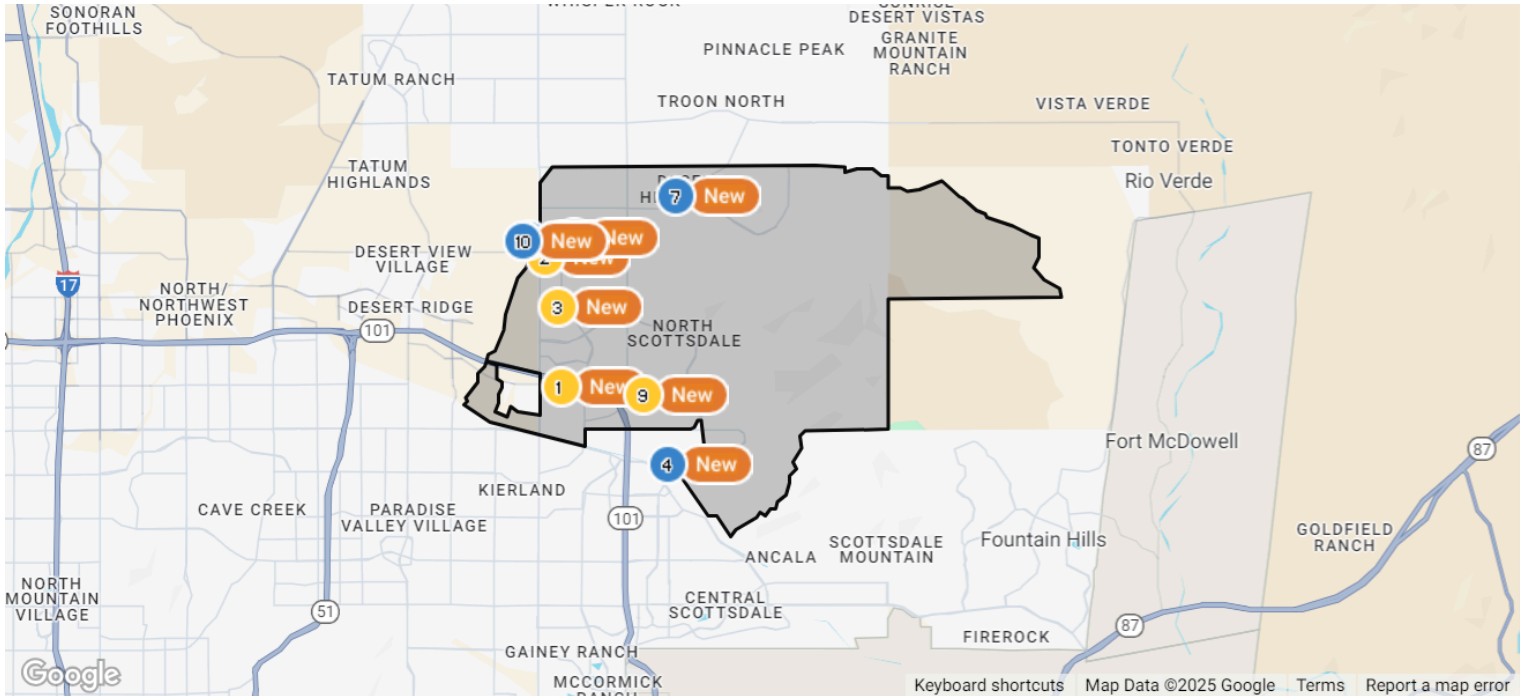 SONORAN
FOOTHILLS
DESERT VISTAS
GRANITE
MOUNTAIN
RANCH
PINNACLE PEAK
TATUM RANCH
TROON NORTH
VISTA VERDE
TONTO VERDE
TATUM
HIGHLANDS
Rio Verde
7 New
10 New New
2 New
DESERT VIEW
VILLAGE
17
NORTH/
NORTHWEST
PHOENIX
DESERT RIDGE
3 New
101
NORTH
SCOTTSDALE
1 New
9 New
Fort McDowell
87
4 New
KIERLAND
CAVE CREEK
PARADISE
VALLEY VILLAGE
101
GOLDFIELD
RANCH
Fountain Hills
SCOTTSDALE
MOUNTAIN
ANCALA
NORTH
MOUNTAIN
VILLAGE
51
CENTRAL
SCOTTSDALE
87
FIREROCK
GAINEY RANCH
MCCORMICK
RANCH
Google
Keyboard shortcuts Map Data ©2025 Google Terms Report a map error